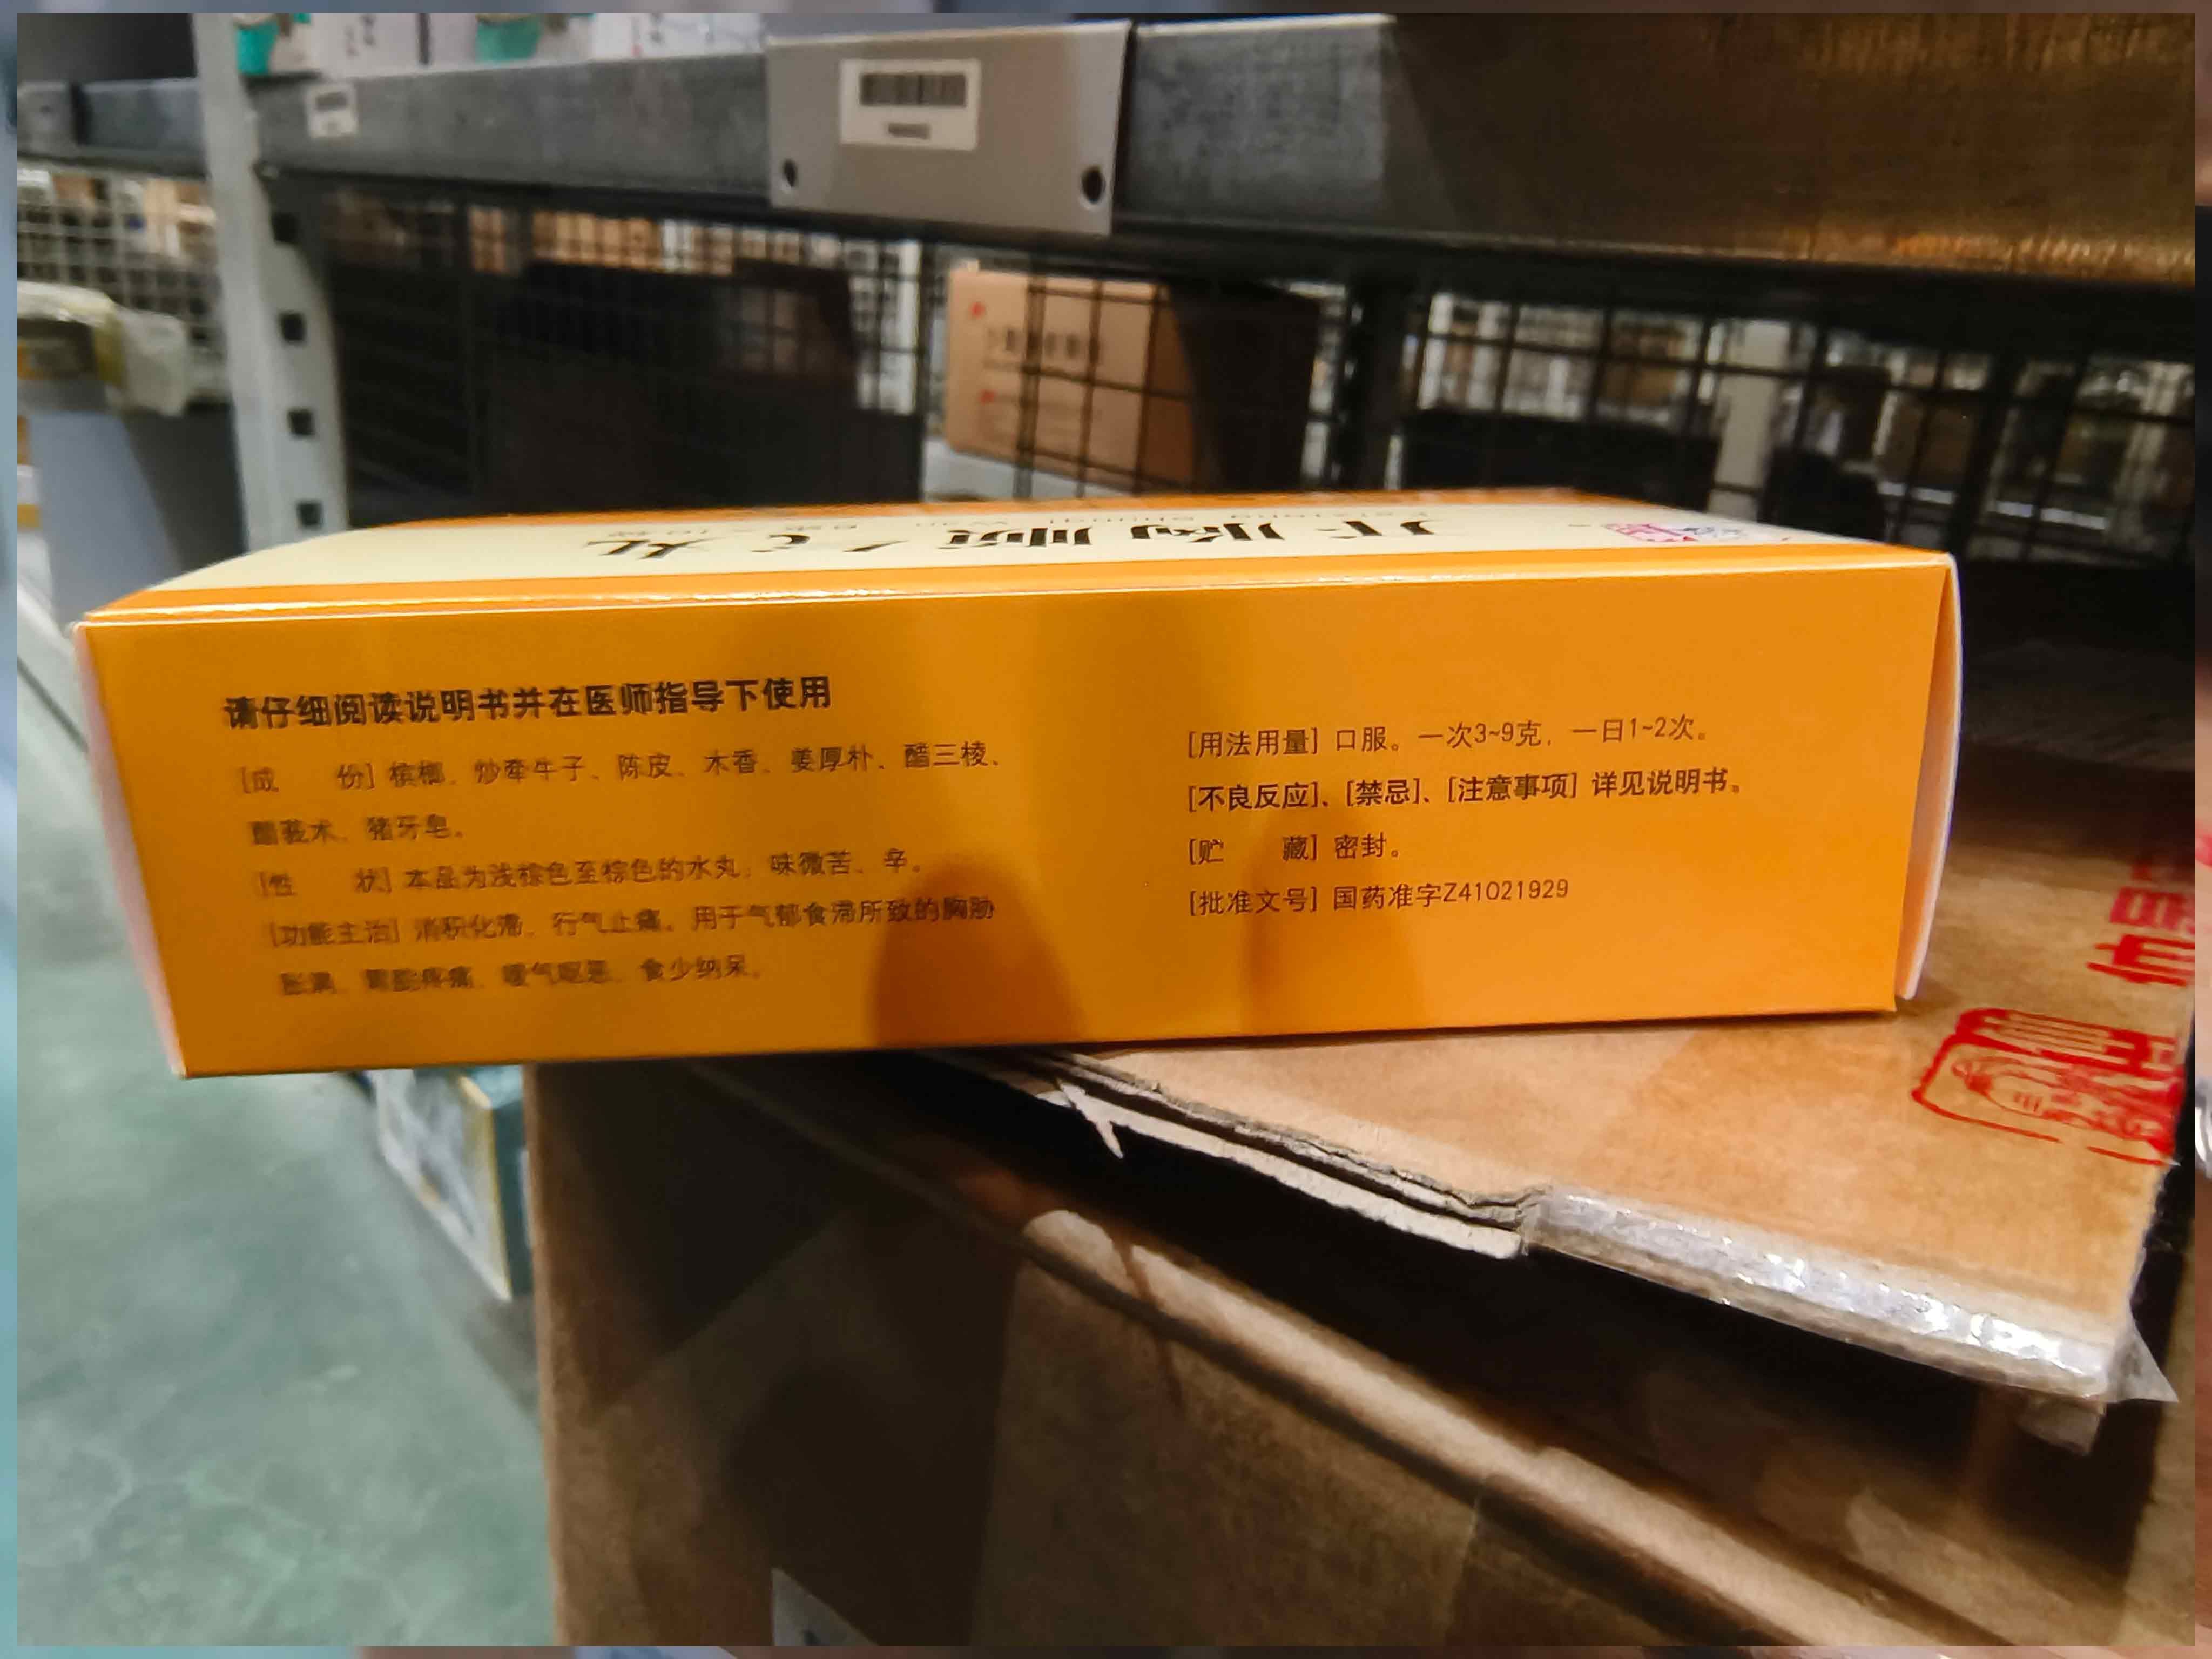 开胸顺气丸
请仔细阅读说明书并在医师指导下使用
[成　　份] 槟榔、炒牵牛子、陈皮、木香、姜厚朴、醋三棱、
醋莪术、猪牙皂。
[性　　状] 本品为浅棕色至棕色的水丸；味微苦、辛。
[功能主治] 消积化滞，行气止痛。用于气郁食滞所致的胸胁
胀满、胃脘疼痛、嗳气呕恶、食少纳呆。
[用法用量] 口服。一次3~9克，一日1~2次。
[不良反应]、[禁忌]、[注意事项] 详见说明书。
[贮　　藏] 密封。
[批准文号] 国药准字Z41021929